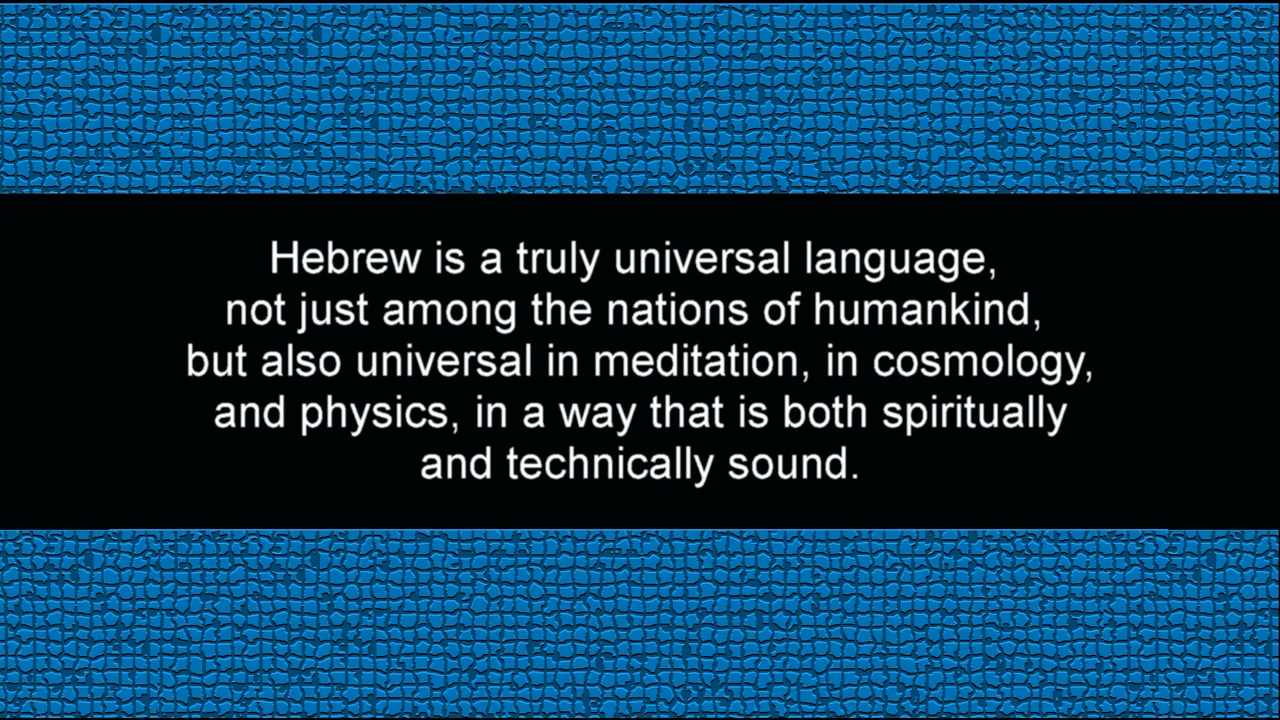 Hebrew is a truly universal language,
not just among the nations of humankind,
but also universal in meditation, in cosmology,
and physics, in a way that is both spiritually
and technically sound.